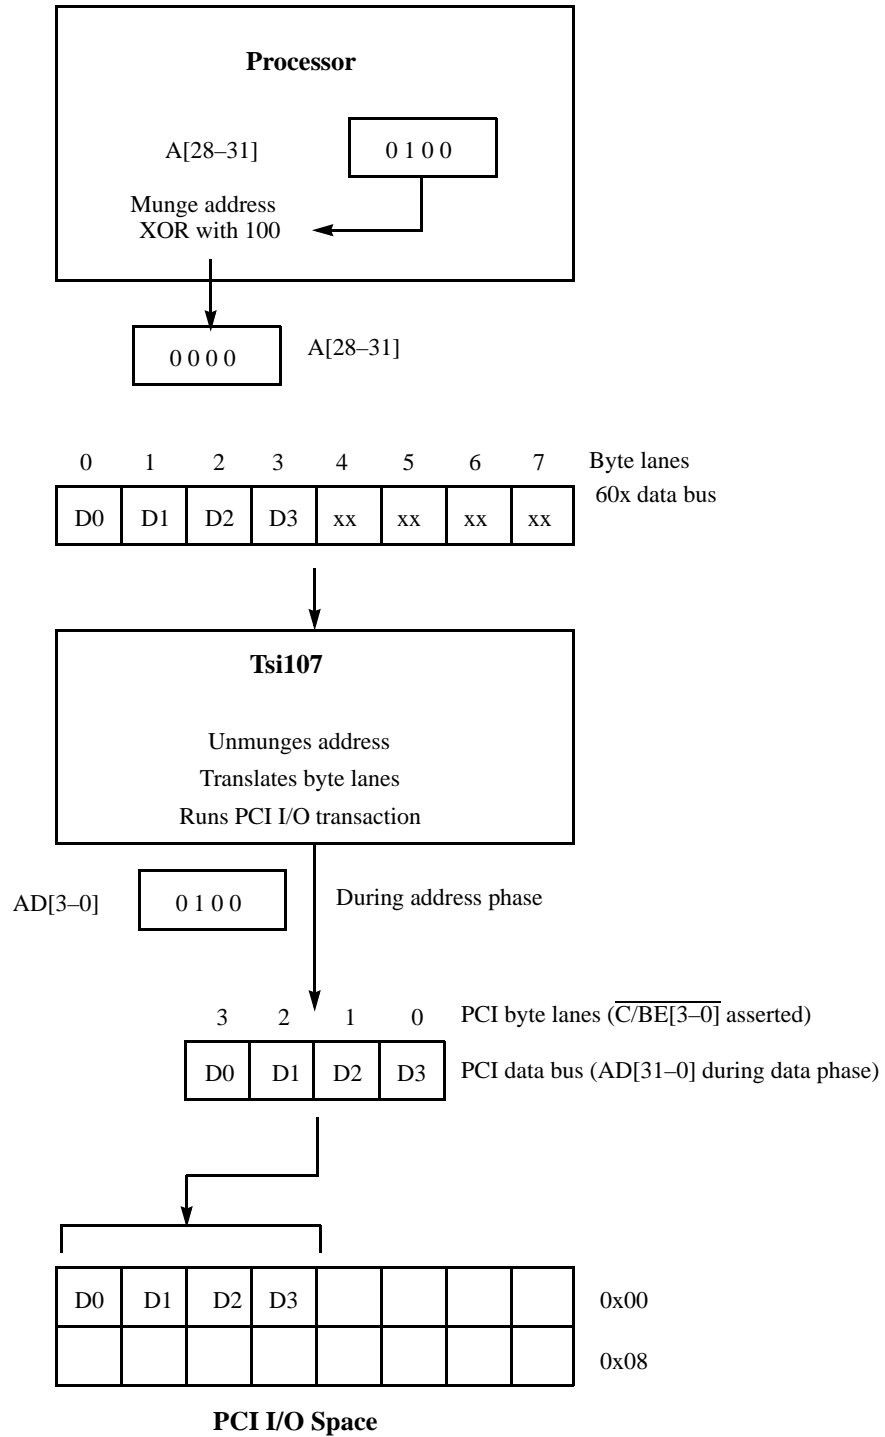 Processor
A[28–31]
0 1 0 0
Munge address
XOR with 100
0 0 0 0
A[28–31]
0 1 2 3 4 5 6 7 Byte lanes
60x data bus
D0 D1 D2 D3 xx xx xx xx
Tsi107
Unmunges address
Translates byte lanes
Runs PCI I/O transaction
AD[3–0]
0 1 0 0
During address phase
3 2 1 0 PCI byte lanes (C/BE[3–0] asserted)
D0 D1 D2 D3 PCI data bus (AD[31–0] during data phase)
D0 D1 D2 D3 0x00
0x08
PCI I/O Space